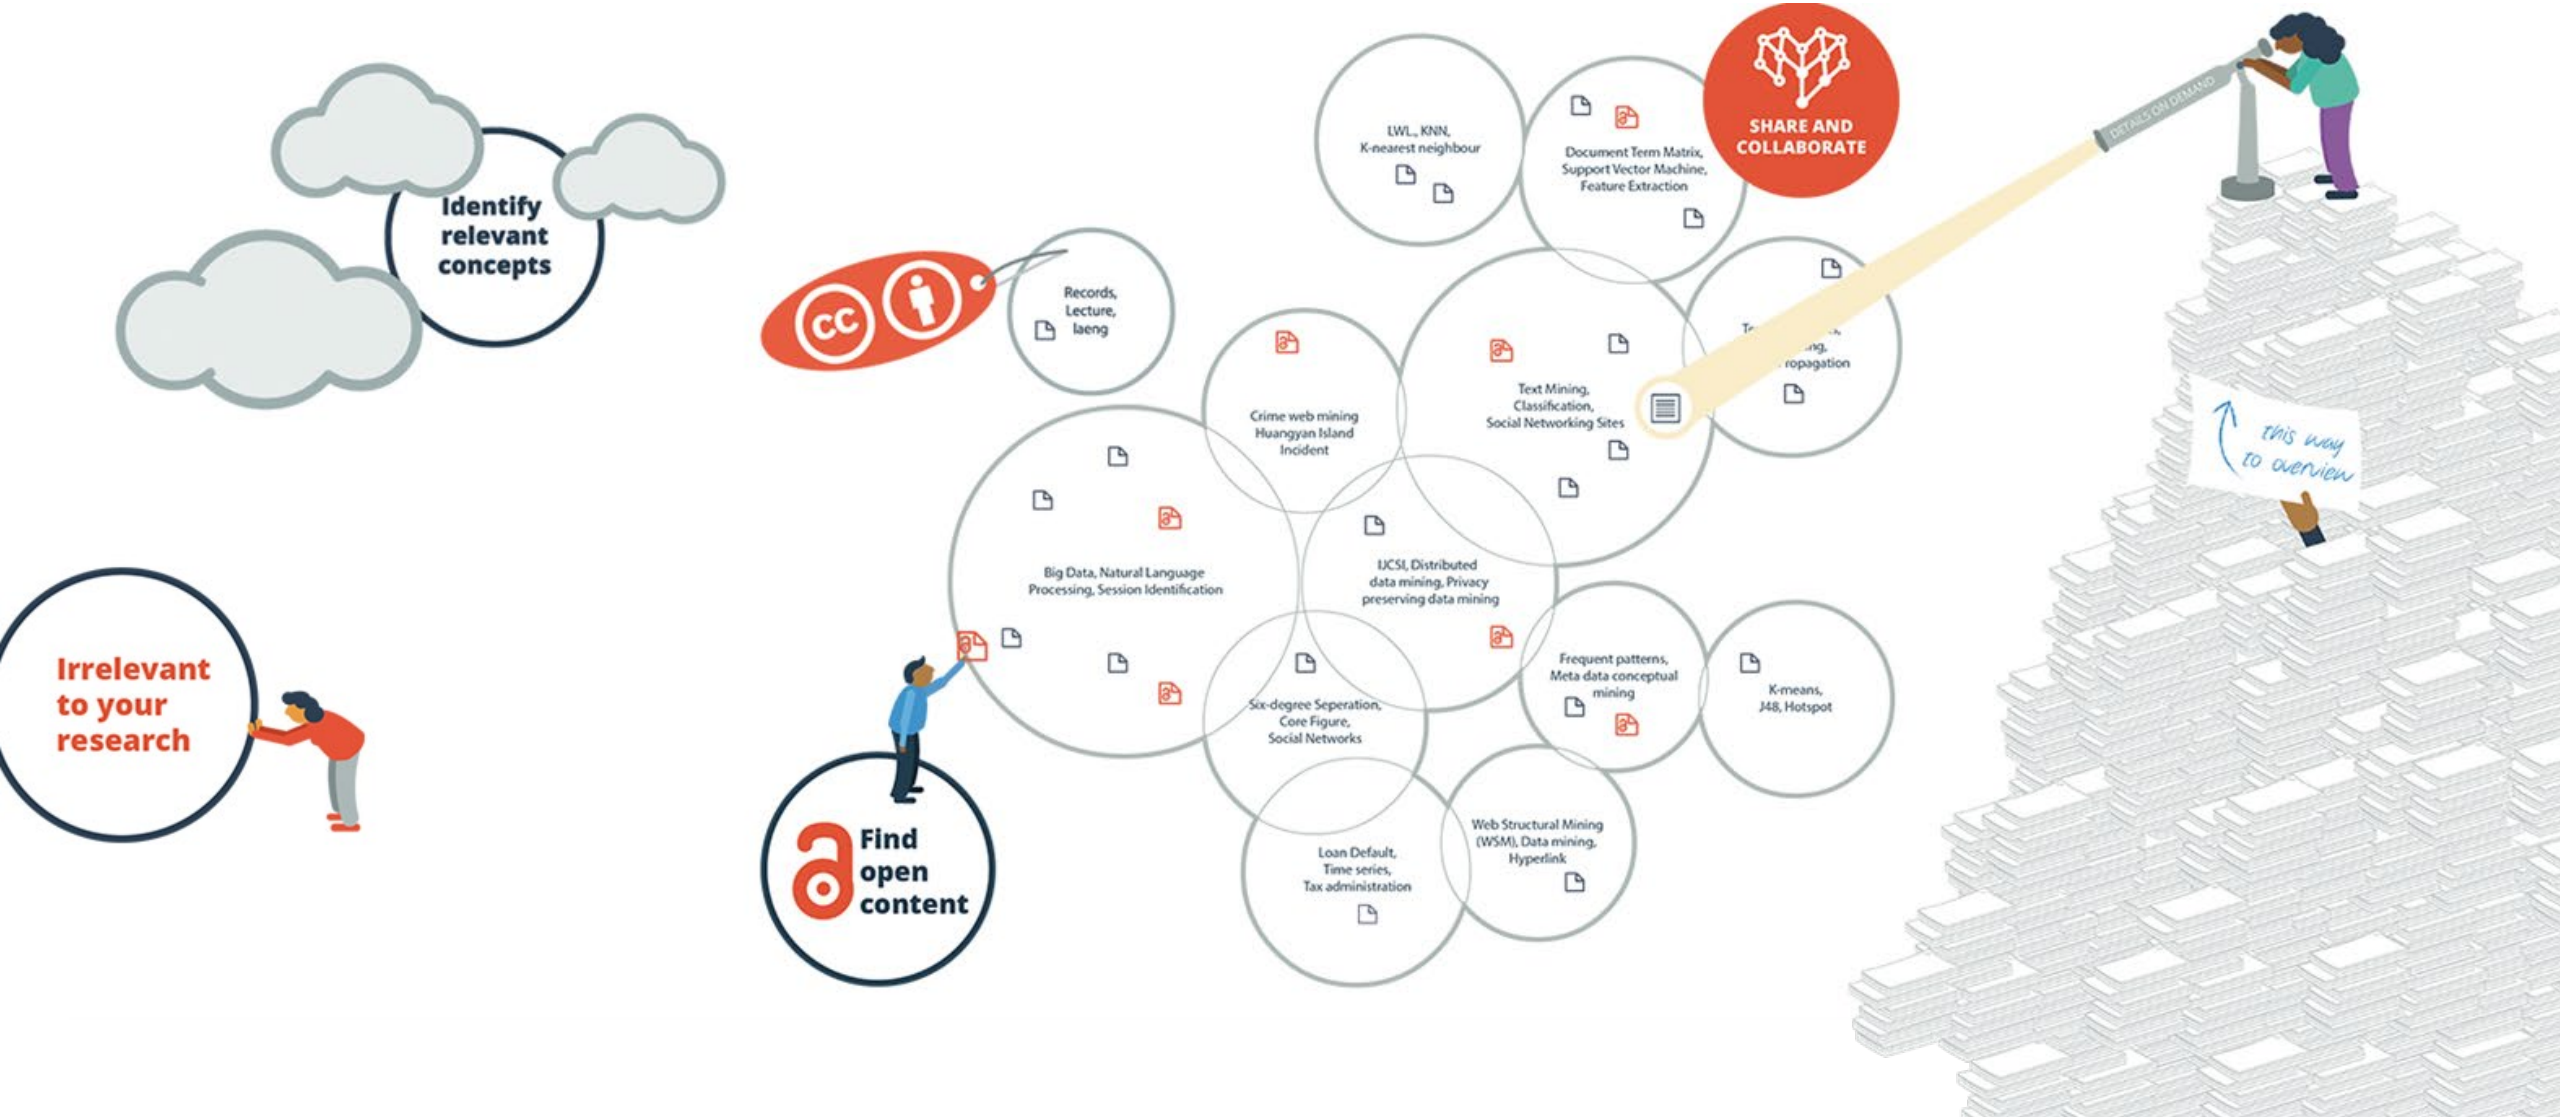 Identify
relevant
concepts
Irrelevant
to your
research
cc
Find
open
content
Records,
Lecture,
laeng
LWL., KNN,
K-nearest neighbour
Document Term Matrix,
Support Vector Machine,
Feature Extraction
SHARE AND
COLLABORATE
DETAILS ON DEMAND
Crime web mining
Huangyan Island
Incident
Text Mining,
Classification,
Social Networking Sites
Big Data, Natural Language
Processing, Session Identification
IJCSI, Distributed
data mining, Privacy
preserving data mining
Six-degree Seperation,
Core Figure,
Social Networks
Frequent patterns,
Meta data conceptual
mining
K-means,
J48, Hotspot
Loan Default,
Time series,
Tax administration
Web Structural Mining
(WSM), Data mining,
Hyperlink
this way
to overview